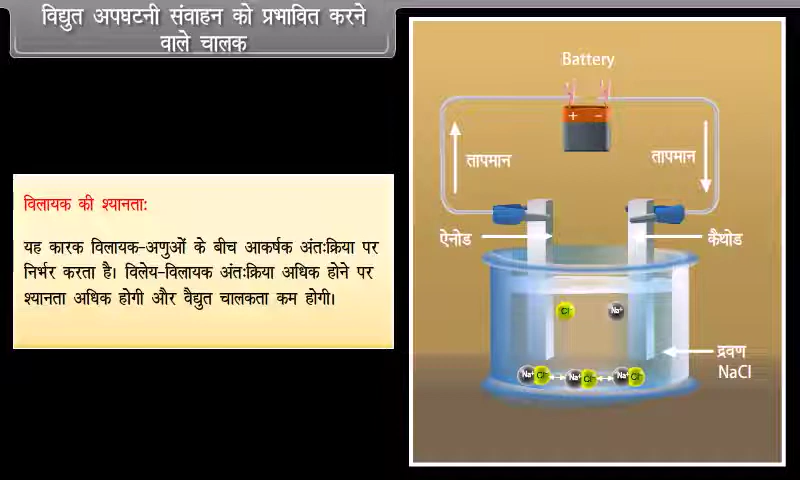 विद्युत अपघटनी संवाहन को प्रभावित करने
वाले चालक
विलायक की श्यानता:
यह कारक विलायक-अणुओं के बीच आकर्षक अंतःक्रिया पर
निर्भर करता है। विलेय-विलायक अंतःक्रिया अधिक होने पर
श्यानता अधिक होगी और वैद्युत चालकता कम होगी।
Battery
+ −
तापमान
तापमान
ऐनोड
कैथोड
Cl⁻
Na⁺
द्रवण
NaCl
Na⁺ Cl⁻ Na⁺ Cl⁻ Na⁺ Cl⁻